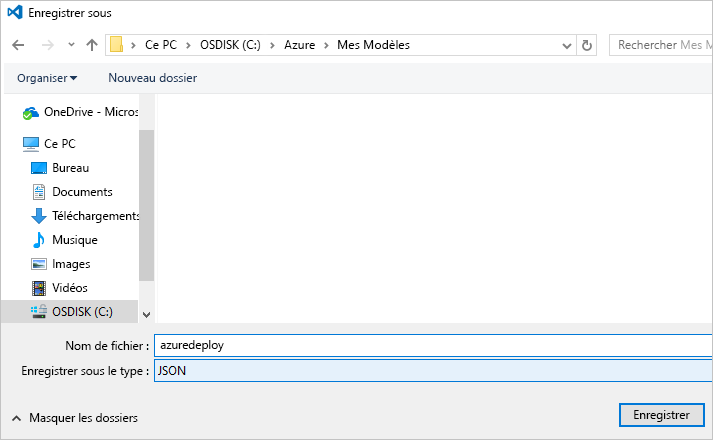 Enregistrer sous
Ce PC > OSDISK (C:) > Azure > Mes Modèles
Rechercher Mes M
Organiser Nouveau dossier
OneDrive - Micros
Ce PC
Bureau
Documents
Téléchargements
Musique
Images
Vidéos
OSDISK (C:)
Nom de fichier : azuredeploy
Enregistrer sous le type : JSON
Masquer les dossiers Enregistrer